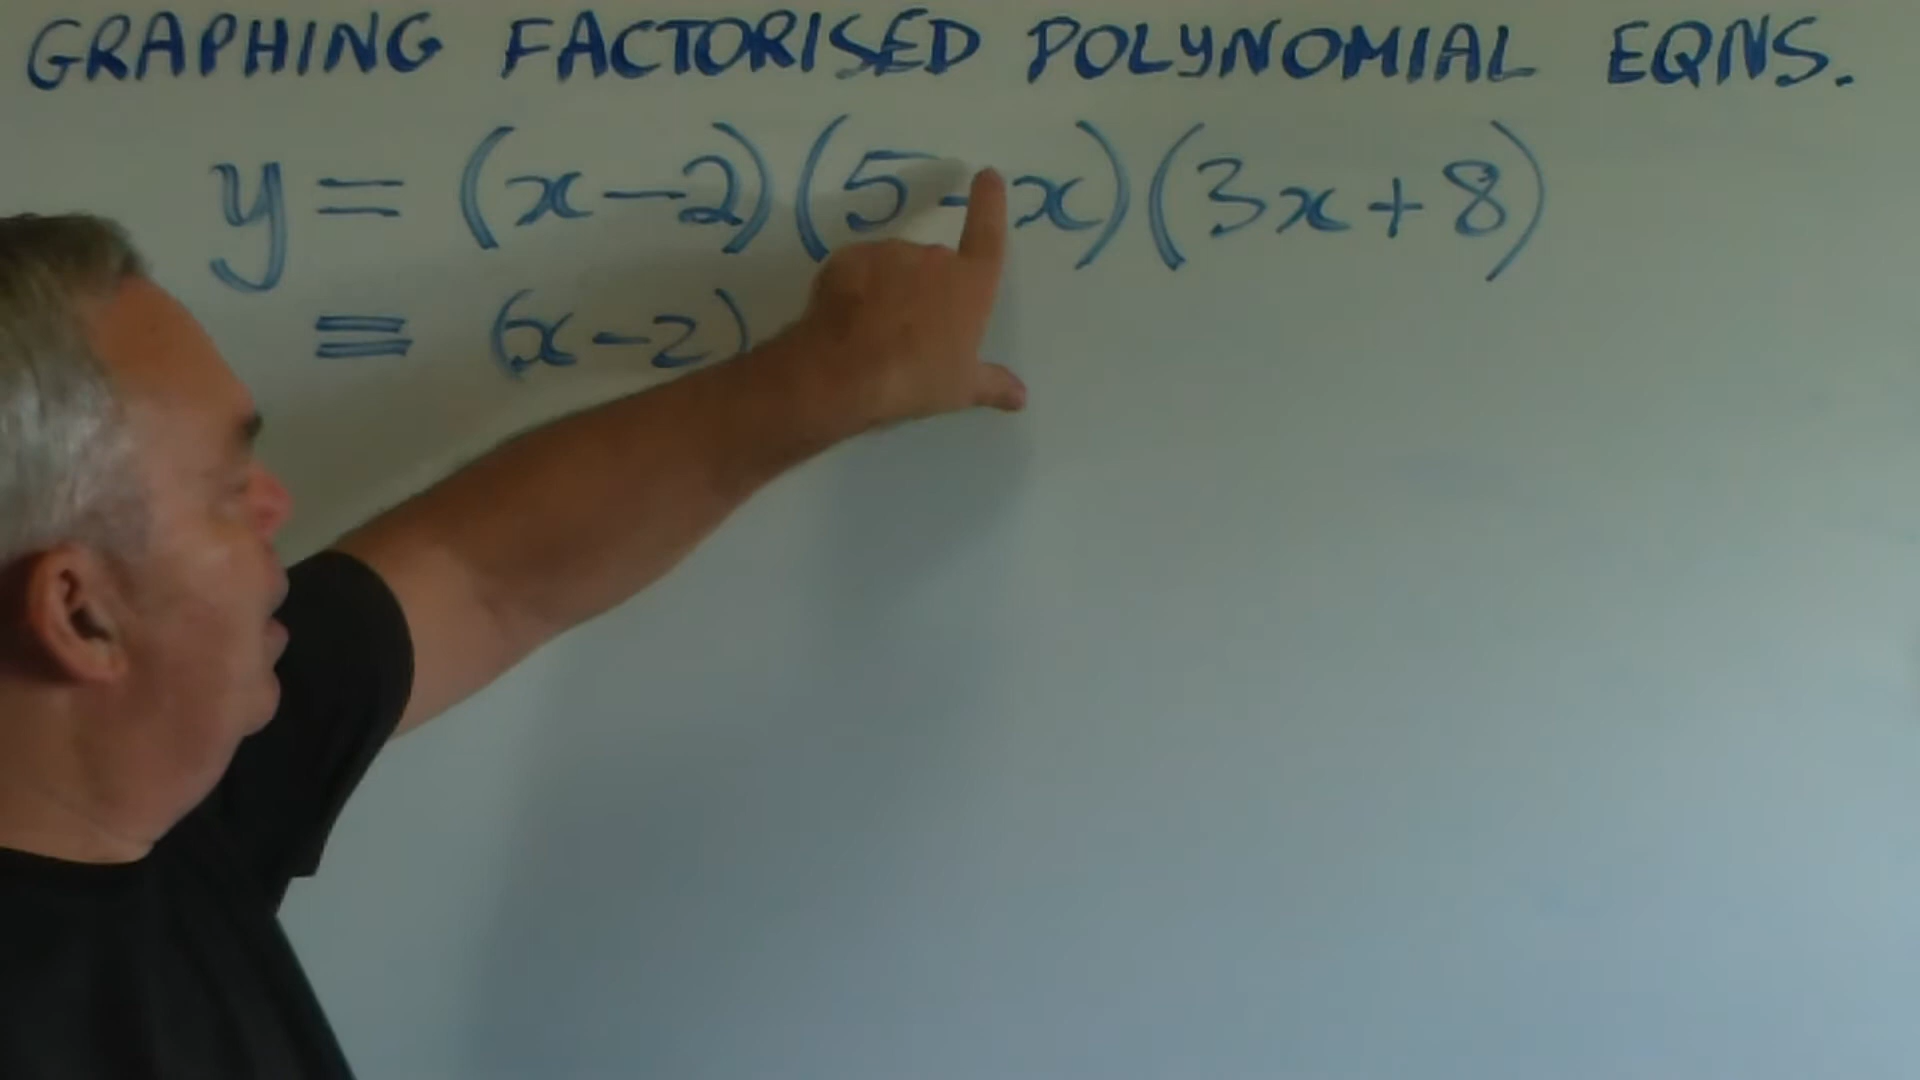 GRAPHING FACTORISED POLYNOMIAL EQNS.
y = (x-2)(5-x)(3x+8)
≡ (x-2)